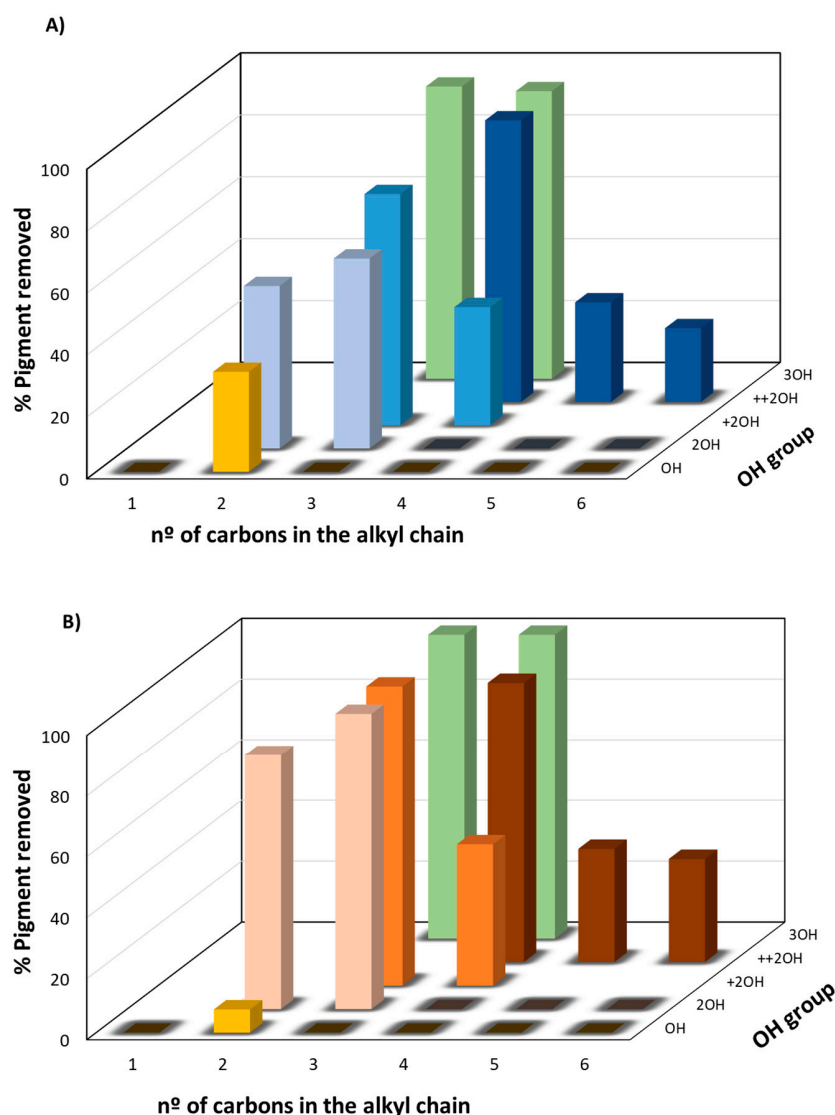 A)
100
80
60
40
20
0
% Pigment removed
1 2 3 4 5 6
nº of carbons in the alkyl chain
3OH
++2OH
+2OH
2OH
OH
OH group
B)
100
80
60
40
20
0
% Pigment removed
1 2 3 4 5 6
nº of carbons in the alkyl chain
3OH
++2OH
+2OH
2OH
OH
OH group